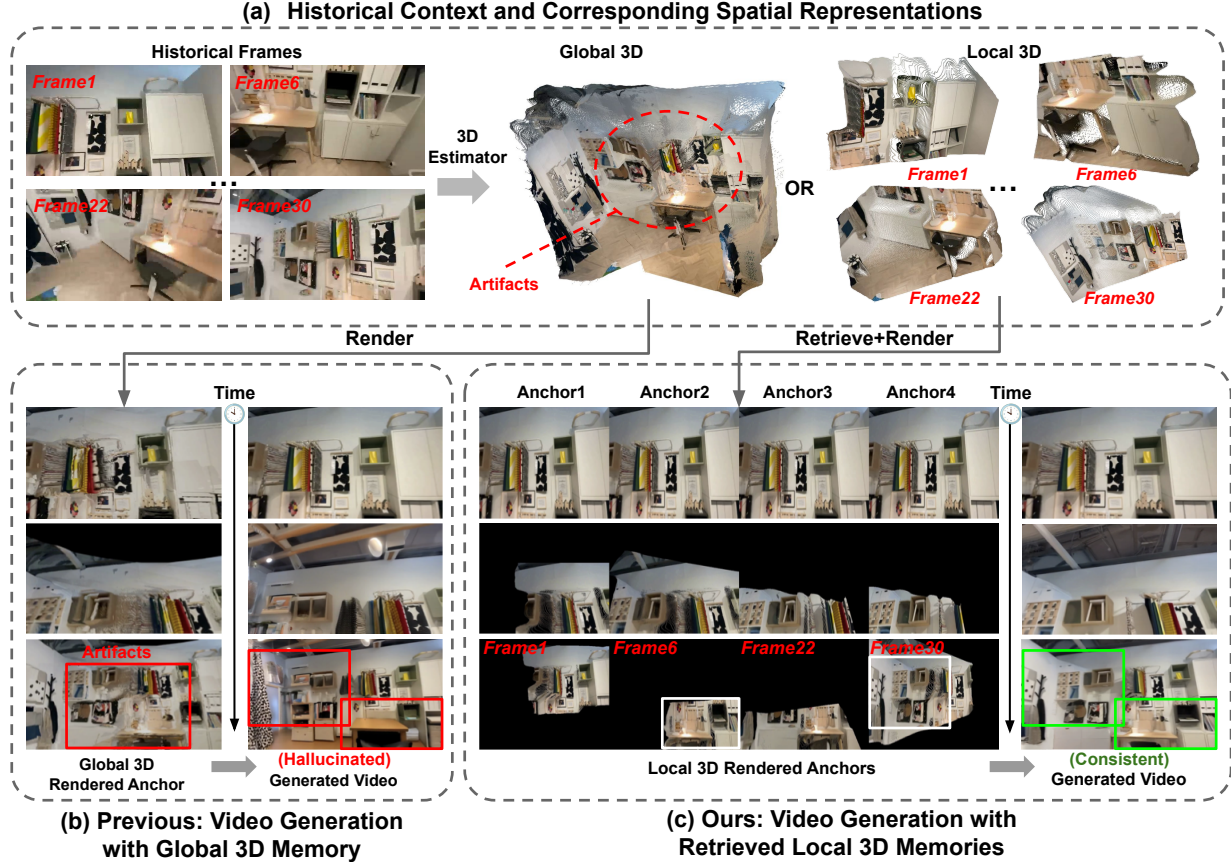 (a) Historical Context and Corresponding Spatial Representations
Historical Frames
Global 3D
Local 3D
Frame1
Frame6
...
Frame22
Frame30
3D
Estimator
Artifacts
OR
Frame1
Frame6
...
Frame22
Frame30
Render
Retrieve+Render
Time
Artifacts
Global 3D
Rendered Anchor
(Hallucinated)
Generated Video
Anchor1
Anchor2
Anchor3
Anchor4
Time
Frame1
Frame6
Frame22
Frame30
Local 3D Rendered Anchors
(Consistent)
Generated Video
(b) Previous: Video Generation
with Global 3D Memory
(c) Ours: Video Generation with
Retrieved Local 3D Memories